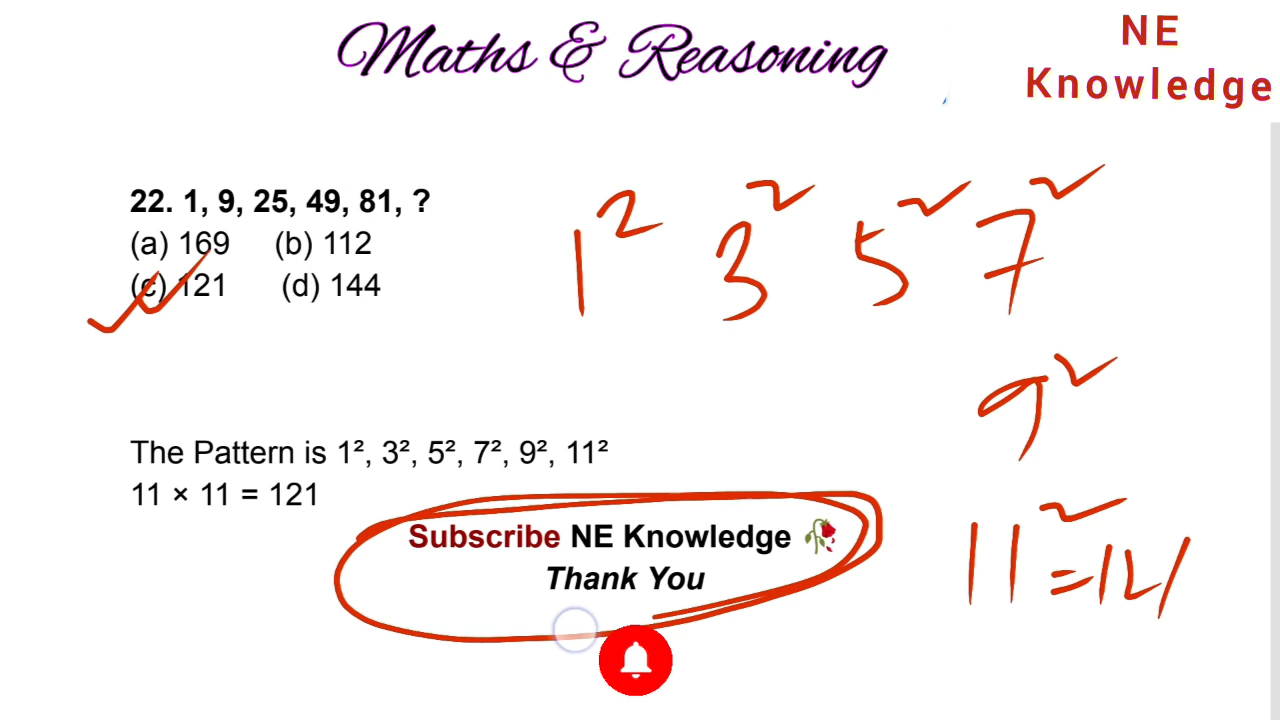 Maths & Reasoning
NE
Knowledge
22. 1, 9, 25, 49, 81, ?
(a) 169 (b) 112
(c) 121 (d) 144
1² 3² 5² 7²
9²
11² = 121
The Pattern is 1², 3², 5², 7², 9², 11²
11 × 11 = 121
Subscribe NE Knowledge 🥀
Thank You